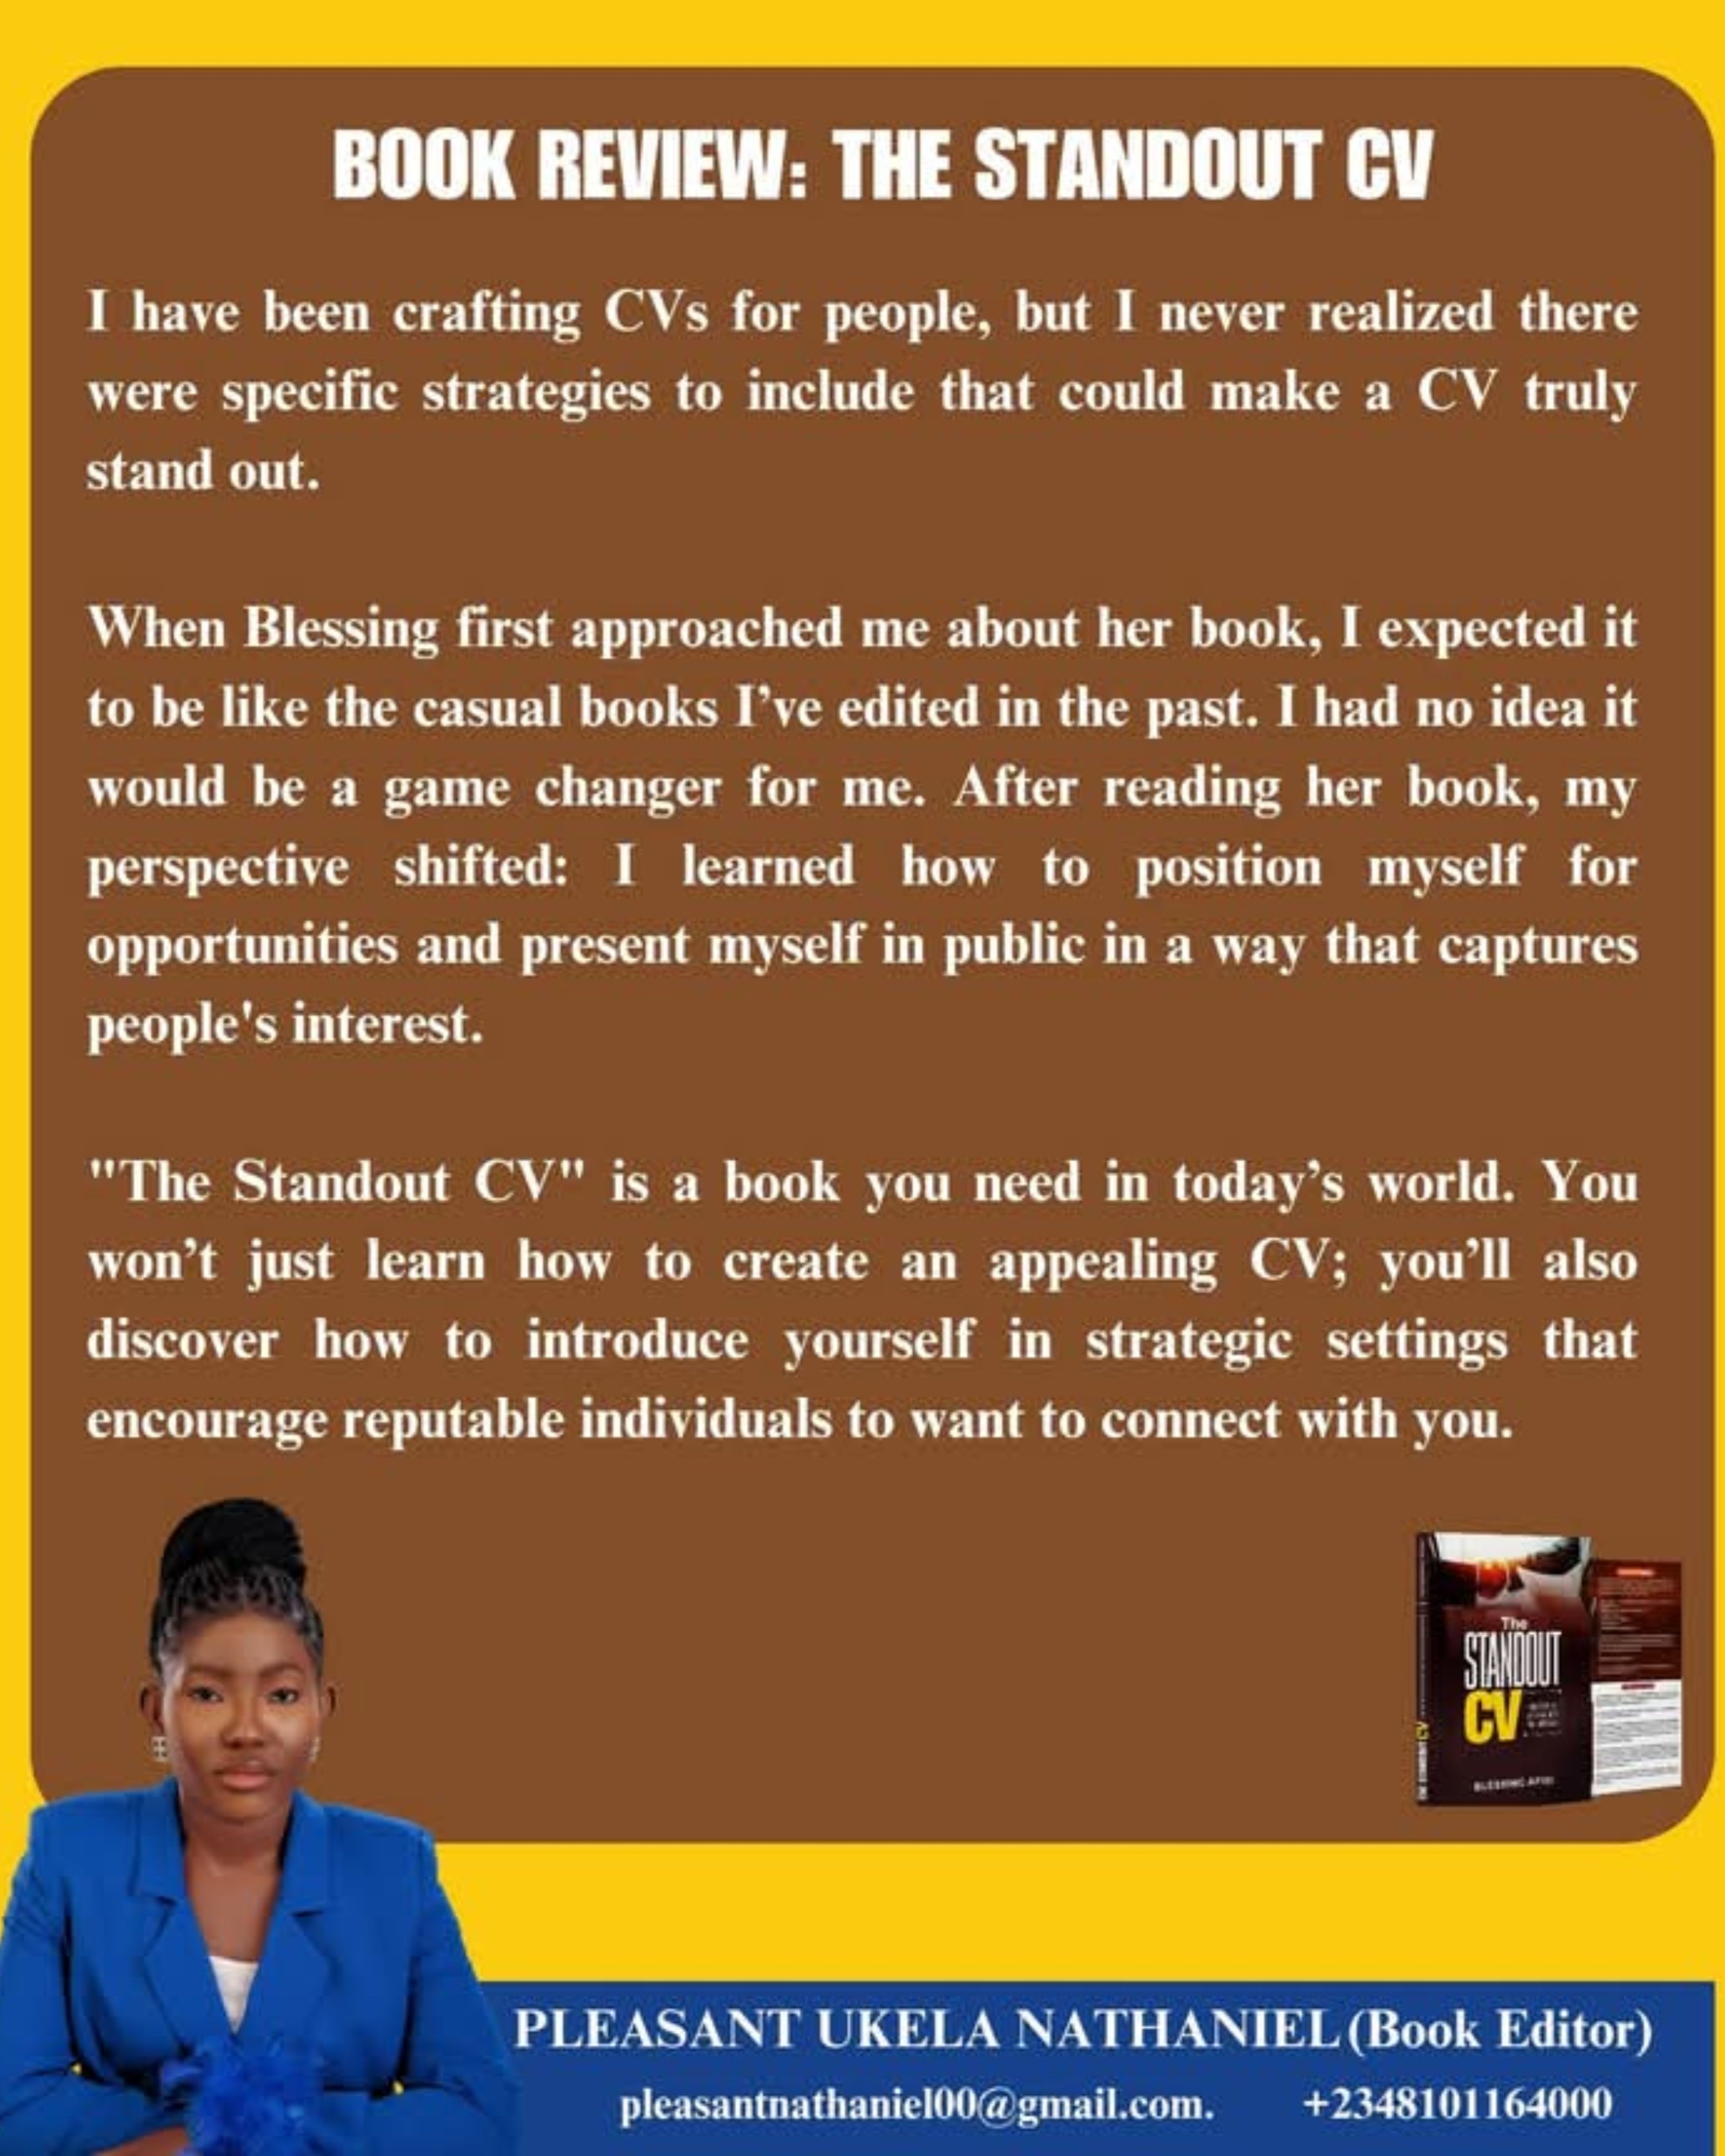 BOOK REVIEW: THE STANDOUT CV
I have been crafting CVs for people, but I never realized there
were specific strategies to include that could make a CV truly
stand out.
When Blessing first approached me about her book, I expected it
to be like the casual books I’ve edited in the past. I had no idea it
would be a game changer for me. After reading her book, my
perspective shifted: I learned how to position myself for
opportunities and present myself in public in a way that captures
people's interest.
"The Standout CV" is a book you need in today’s world. You
won’t just learn how to create an appealing CV; you’ll also
discover how to introduce yourself in strategic settings that
encourage reputable individuals to want to connect with you.
The
STANDOUT
CV
PLEASANT UKELA NATHANIEL (Book Editor)
pleasantnathaniel00@gmail.com. +2348101164000